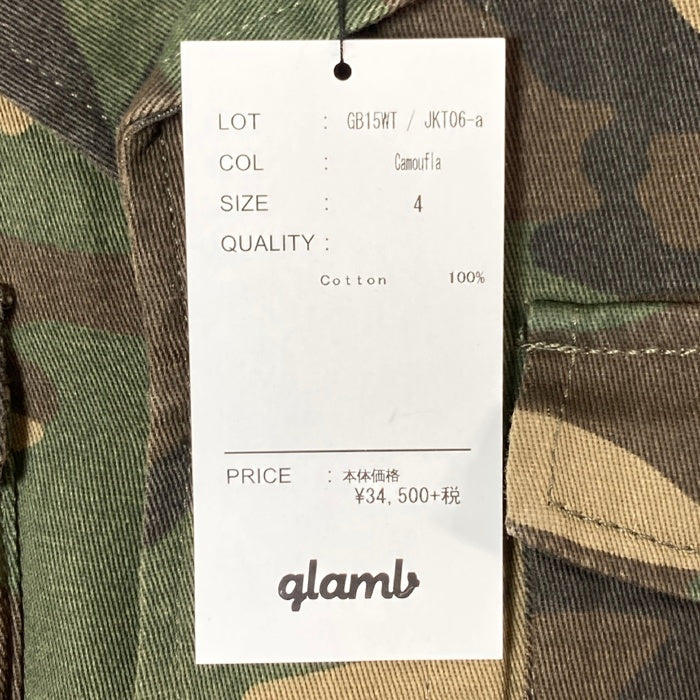 LOT : GB15WT / JKT06-a
COL : Camoufla
SIZE : 4
QUALITY :
Cotton 100%
PRICE : 本体価格
¥34,500+税
glamb